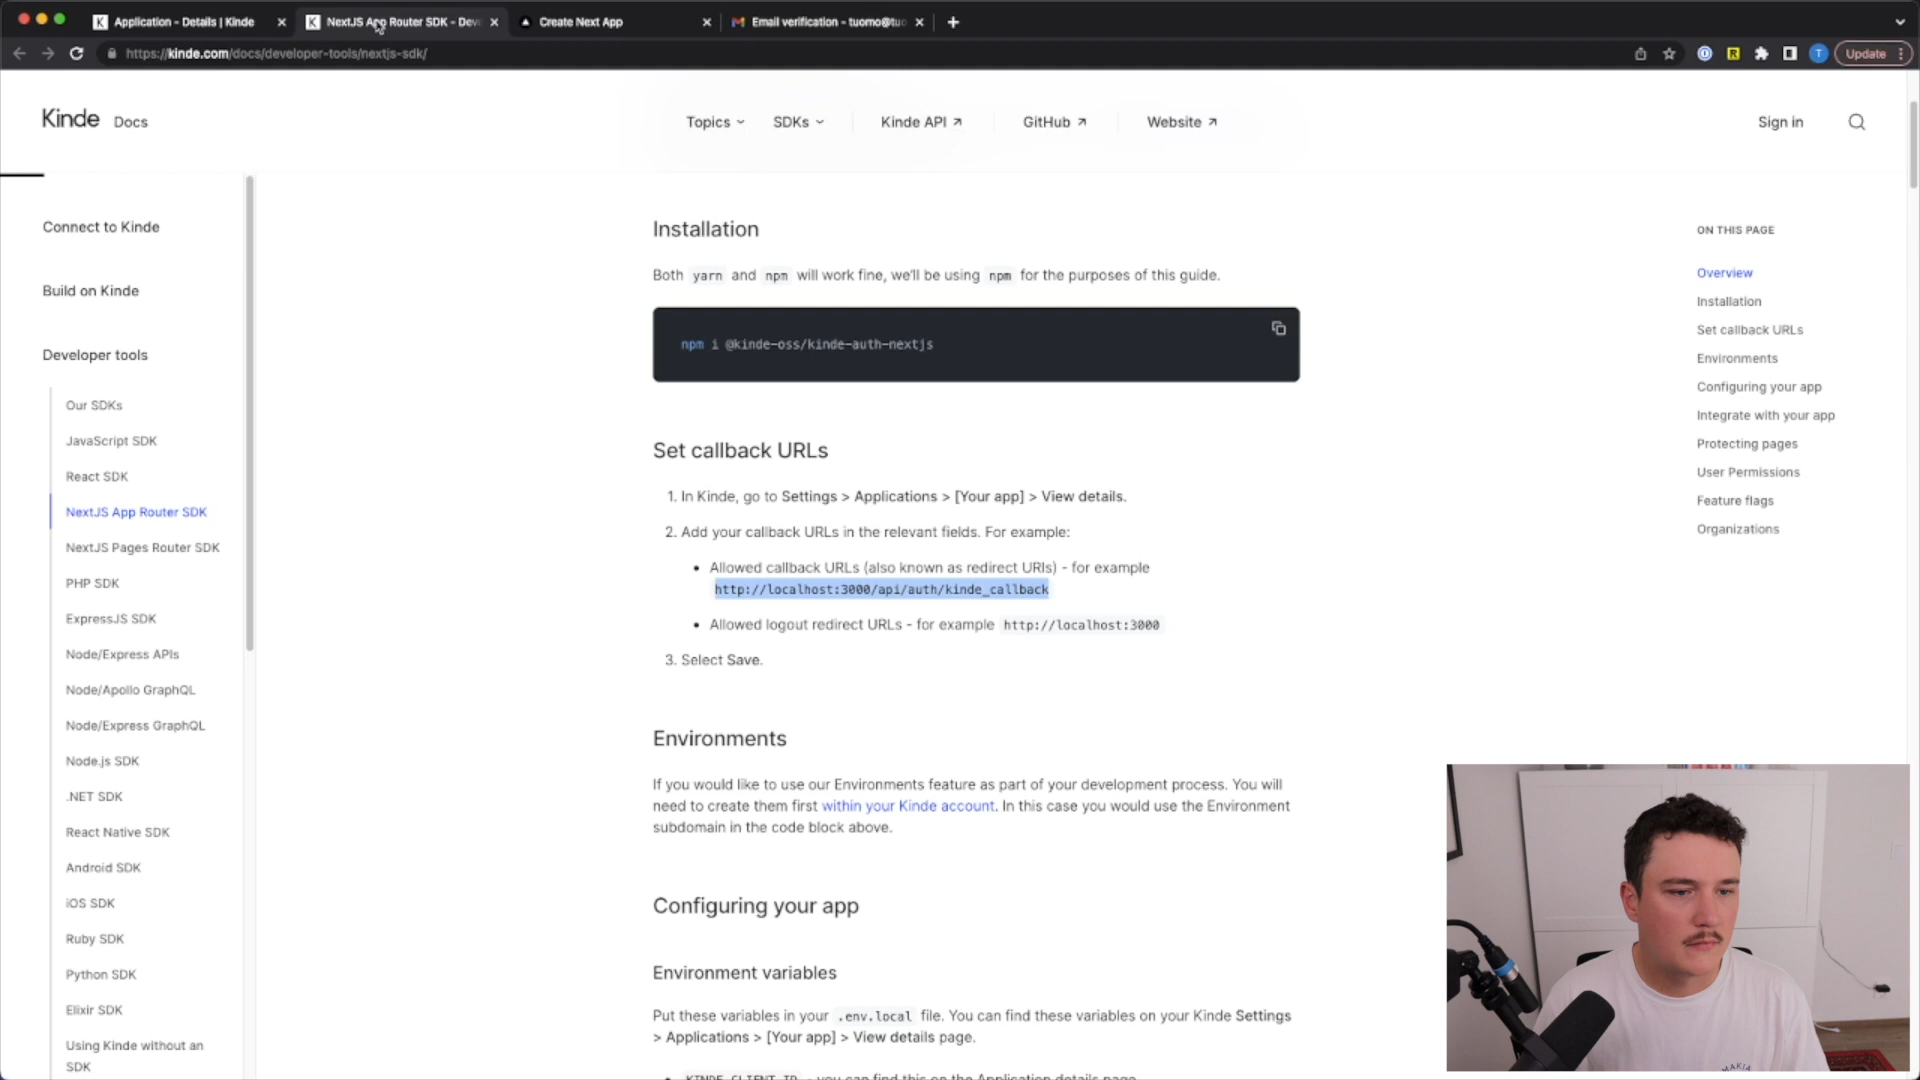 Application - Details | Kinde
NextJS App Router SDK - Dev
Create Next App
Email verification - tuomo@tuo
https://kinde.com/docs/developer-tools/nextjs-sdk/
T
Update
Kinde Docs
Topics
SDKs
Kinde API ↗
GitHub ↗
Website ↗
Sign in
Connect to Kinde
Build on Kinde
Developer tools
Our SDKs
JavaScript SDK
React SDK
NextJS App Router SDK
NextJS Pages Router SDK
PHP SDK
ExpressJS SDK
Node/Express APIs
Node/Apollo GraphQL
Node/Express GraphQL
Node.js SDK
.NET SDK
React Native SDK
Android SDK
iOS SDK
Ruby SDK
Python SDK
Elixir SDK
Using Kinde without an
SDK
Installation
Both yarn and npm will work fine, we'll be using npm for the purposes of this guide.
npm i @kinde-oss/kinde-auth-nextjs
Set callback URLs
1. In Kinde, go to Settings > Applications > [Your app] > View details.
2. Add your callback URLs in the relevant fields. For example:
• Allowed callback URLs (also known as redirect URIs) - for example
http://localhost:3000/api/auth/kinde_callback
• Allowed logout redirect URLs - for example http://localhost:3000
3. Select Save.
Environments
If you would like to use our Environments feature as part of your development process. You will
need to create them first within your Kinde account. In this case you would use the Environment
subdomain in the code block above.
Configuring your app
Environment variables
Put these variables in your .env.local file. You can find these variables on your Kinde Settings
> Applications > [Your app] > View details page.
• KINDE_CLIENT_ID - you can find this on the Application details page
ON THIS PAGE
Overview
Installation
Set callback URLs
Environments
Configuring your app
Integrate with your app
Protecting pages
User Permissions
Feature flags
Organizations